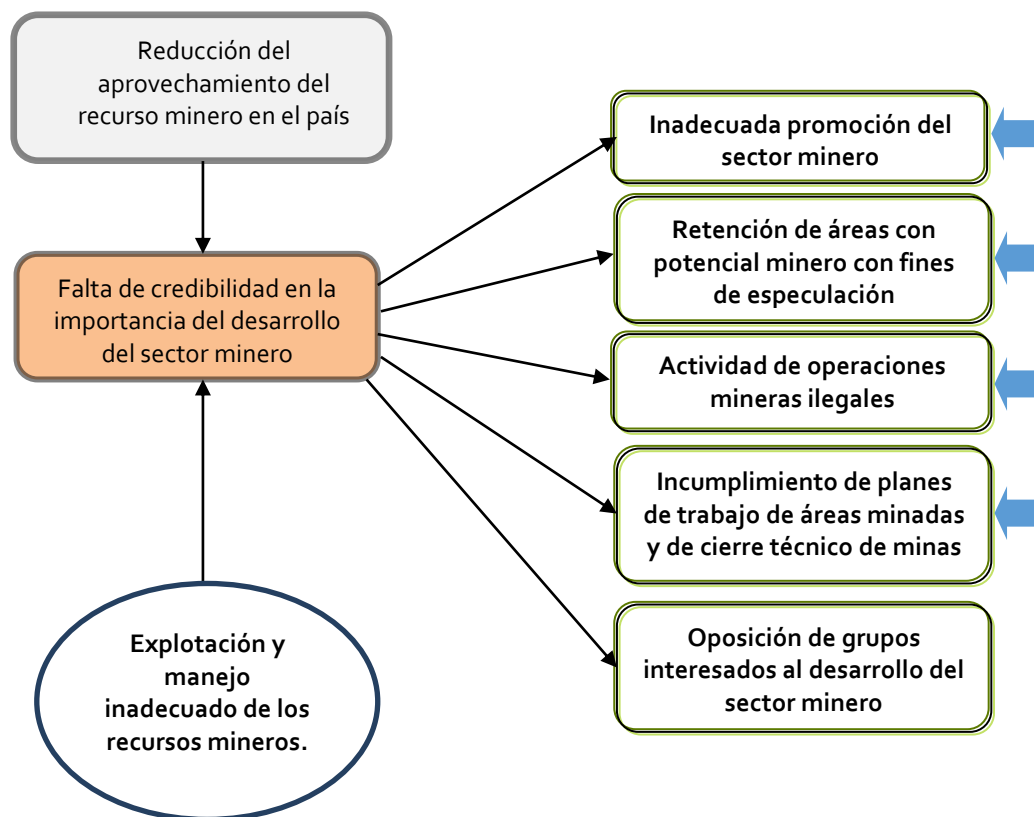 Reducción del
aprovechamiento del
recurso minero en el país
Falta de credibilidad en la
importancia del desarrollo
del sector minero
Explotación y
manejo
inadecuado de los
recursos mineros.
Inadecuada promoción del
sector minero
Retención de áreas con
potencial minero con fines
de especulación
Actividad de operaciones
mineras ilegales
Incumplimiento de planes
de trabajo de áreas minadas
y de cierre técnico de minas
Oposición de grupos
interesados al desarrollo del
sector minero